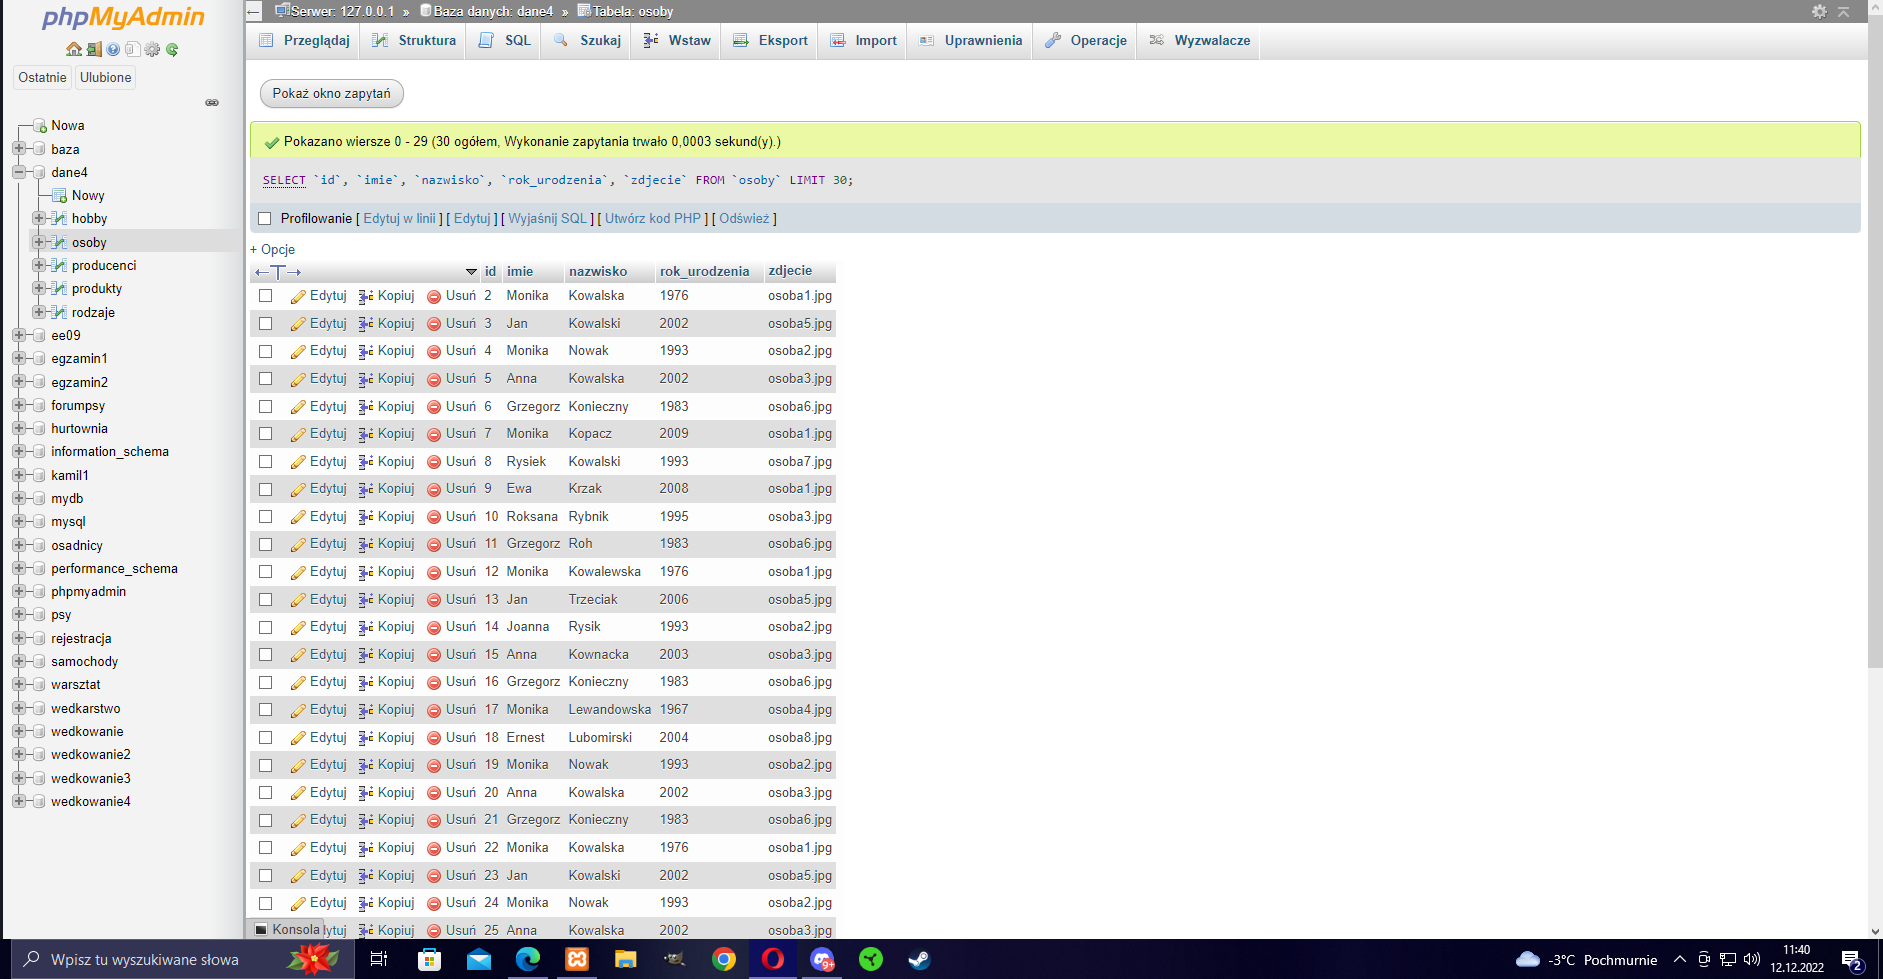 phpMyAdmin
Ostatnie Ulubione
Nowa
baza
dane4
Nowy
hobby
osoby
producenci
produkty
rodzaje
ee09
egzamin1
egzamin2
forumpsy
hurtownia
information_schema
kamil1
mydb
mysql
osadnicy
performance_schema
phpmyadmin
psy
rejestracja
samochody
warsztat
wedkarstwo
wedkowanie
wedkowanie2
wedkowanie3
wedkowanie4
Serwer: 127.0.0.1 » Baza danych: dane4 » Tabela: osoby
Przeglądaj Struktura SQL Szukaj Wstaw Eksport Import Uprawnienia Operacje Wyzwalacze
Pokaż okno zapytań
Pokazano wiersze 0 - 29 (30 ogółem, Wykonanie zapytania trwało 0,0003 sekund(y).)
SELECT `id`, `imie`, `nazwisko`, `rok_urodzenia`, `zdjecie` FROM `osoby` LIMIT 30;
Profilowanie [ Edytuj w linii ] [ Edytuj ] [ Wyjaśnij SQL ] [ Utwórz kod PHP ] [ Odśwież ]
+ Opcje
←T→ id imie nazwisko rok_urodzenia zdjecie
Edytuj Kopiuj Usuń 2 Monika Kowalska 1976 osoba1.jpg
Edytuj Kopiuj Usuń 3 Jan Kowalski 2002 osoba5.jpg
Edytuj Kopiuj Usuń 4 Monika Nowak 1993 osoba2.jpg
Edytuj Kopiuj Usuń 5 Anna Kowalska 2002 osoba3.jpg
Edytuj Kopiuj Usuń 6 Grzegorz Konieczny 1983 osoba6.jpg
Edytuj Kopiuj Usuń 7 Monika Kopacz 2009 osoba1.jpg
Edytuj Kopiuj Usuń 8 Rysiek Kowalski 1993 osoba7.jpg
Edytuj Kopiuj Usuń 9 Ewa Krzak 2008 osoba1.jpg
Edytuj Kopiuj Usuń 10 Roksana Rybnik 1995 osoba3.jpg
Edytuj Kopiuj Usuń 11 Grzegorz Roh 1983 osoba6.jpg
Edytuj Kopiuj Usuń 12 Monika Kowalewska 1976 osoba1.jpg
Edytuj Kopiuj Usuń 13 Jan Trzeciak 2006 osoba5.jpg
Edytuj Kopiuj Usuń 14 Joanna Rysik 1993 osoba2.jpg
Edytuj Kopiuj Usuń 15 Anna Kownacka 2003 osoba3.jpg
Edytuj Kopiuj Usuń 16 Grzegorz Konieczny 1983 osoba6.jpg
Edytuj Kopiuj Usuń 17 Monika Lewandowska 1967 osoba4.jpg
Edytuj Kopiuj Usuń 18 Ernest Lubomirski 2004 osoba8.jpg
Edytuj Kopiuj Usuń 19 Monika Nowak 1993 osoba2.jpg
Edytuj Kopiuj Usuń 20 Anna Kowalska 2002 osoba3.jpg
Edytuj Kopiuj Usuń 21 Grzegorz Konieczny 1983 osoba6.jpg
Edytuj Kopiuj Usuń 22 Monika Kowalska 1976 osoba1.jpg
Edytuj Kopiuj Usuń 23 Jan Kowalski 2002 osoba5.jpg
Edytuj Kopiuj Usuń 24 Monika Nowak 1993 osoba2.jpg
Konsola ytuj Kopiuj Usuń 25 Anna Kowalska 2002 osoba3.jpg
Wpisz tu wyszukiwane słowa 9+ -3°C Pochmurnie 11:40
12.12.2022 2